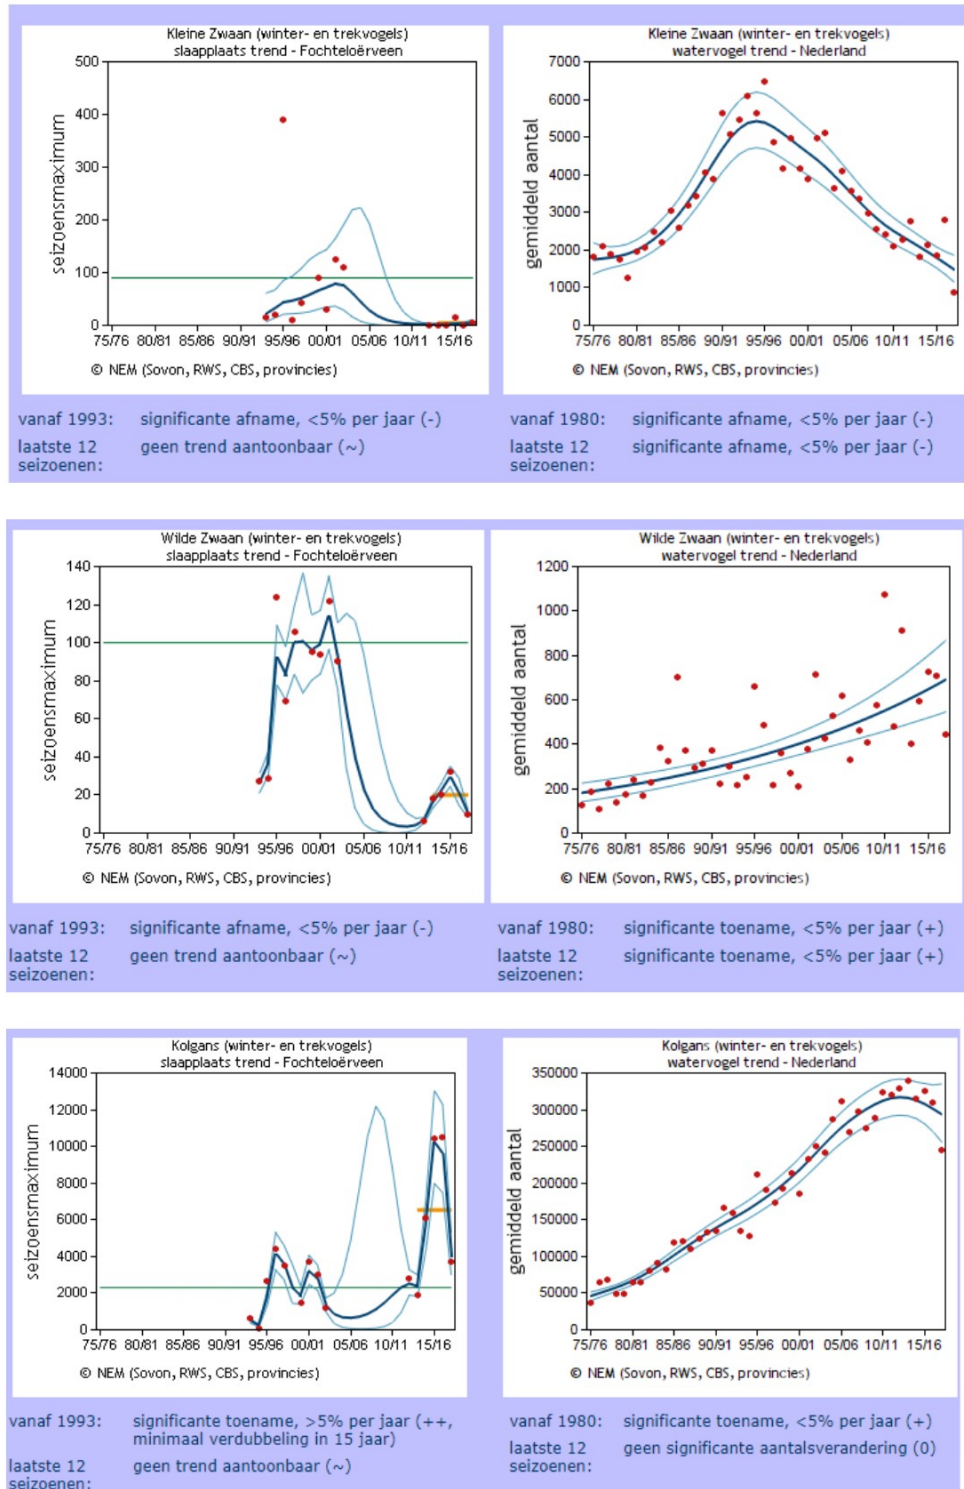 Kleine Zwaan (winter- en trekvogels)
slaapplaats trend - Fochteloërveen
500
400
300
200
100
0
seizoensmaximum
75/76 80/81 85/86 90/91 95/96 00/01 05/06 10/11 15/16
© NEM (Sovon, RWS, CBS, provincies)
Kleine Zwaan (winter- en trekvogels)
watervogel trend - Nederland
7000
6000
5000
4000
3000
2000
1000
0
gemiddeld aantal
75/76 80/81 85/86 90/91 95/96 00/01 05/06 10/11 15/16
© NEM (Sovon, RWS, CBS, provincies)
vanaf 1993: significante afname, <5% per jaar (-)
laatste 12 geen trend aantoonbaar (~)
seizoenen:
vanaf 1980: significante afname, <5% per jaar (-)
laatste 12 significante afname, <5% per jaar (-)
seizoenen:
Wilde Zwaan (winter- en trekvogels)
slaapplaats trend - Fochteloërveen
140
120
100
80
60
40
20
0
seizoensmaximum
75/76 80/81 85/86 90/91 95/96 00/01 05/06 10/11 15/16
© NEM (Sovon, RWS, CBS, provincies)
Wilde Zwaan (winter- en trekvogels)
watervogel trend - Nederland
1200
1000
800
600
400
200
0
gemiddeld aantal
75/76 80/81 85/86 90/91 95/96 00/01 05/06 10/11 15/16
© NEM (Sovon, RWS, CBS, provincies)
vanaf 1993: significante afname, <5% per jaar (-)
laatste 12 geen trend aantoonbaar (~)
seizoenen:
vanaf 1980: significante toename, <5% per jaar (+)
laatste 12 significante toename, <5% per jaar (+)
seizoenen:
Kolgans (winter- en trekvogels)
slaapplaats trend - Fochteloërveen
14000
12000
10000
8000
6000
4000
2000
0
seizoensmaximum
75/76 80/81 85/86 90/91 95/96 00/01 05/06 10/11 15/16
© NEM (Sovon, RWS, CBS, provincies)
Kolgans (winter- en trekvogels)
watervogel trend - Nederland
350000
300000
250000
200000
150000
100000
50000
0
gemiddeld aantal
75/76 80/81 85/86 90/91 95/96 00/01 05/06 10/11 15/16
© NEM (Sovon, RWS, CBS, provincies)
vanaf 1993: significante toename, >5% per jaar (++,
minimaal verdubbeling in 15 jaar)
laatste 12 geen trend aantoonbaar (~)
seizoenen:
vanaf 1980: significante toename, <5% per jaar (+)
laatste 12 geen significante aantalsverandering (0)
seizoenen: